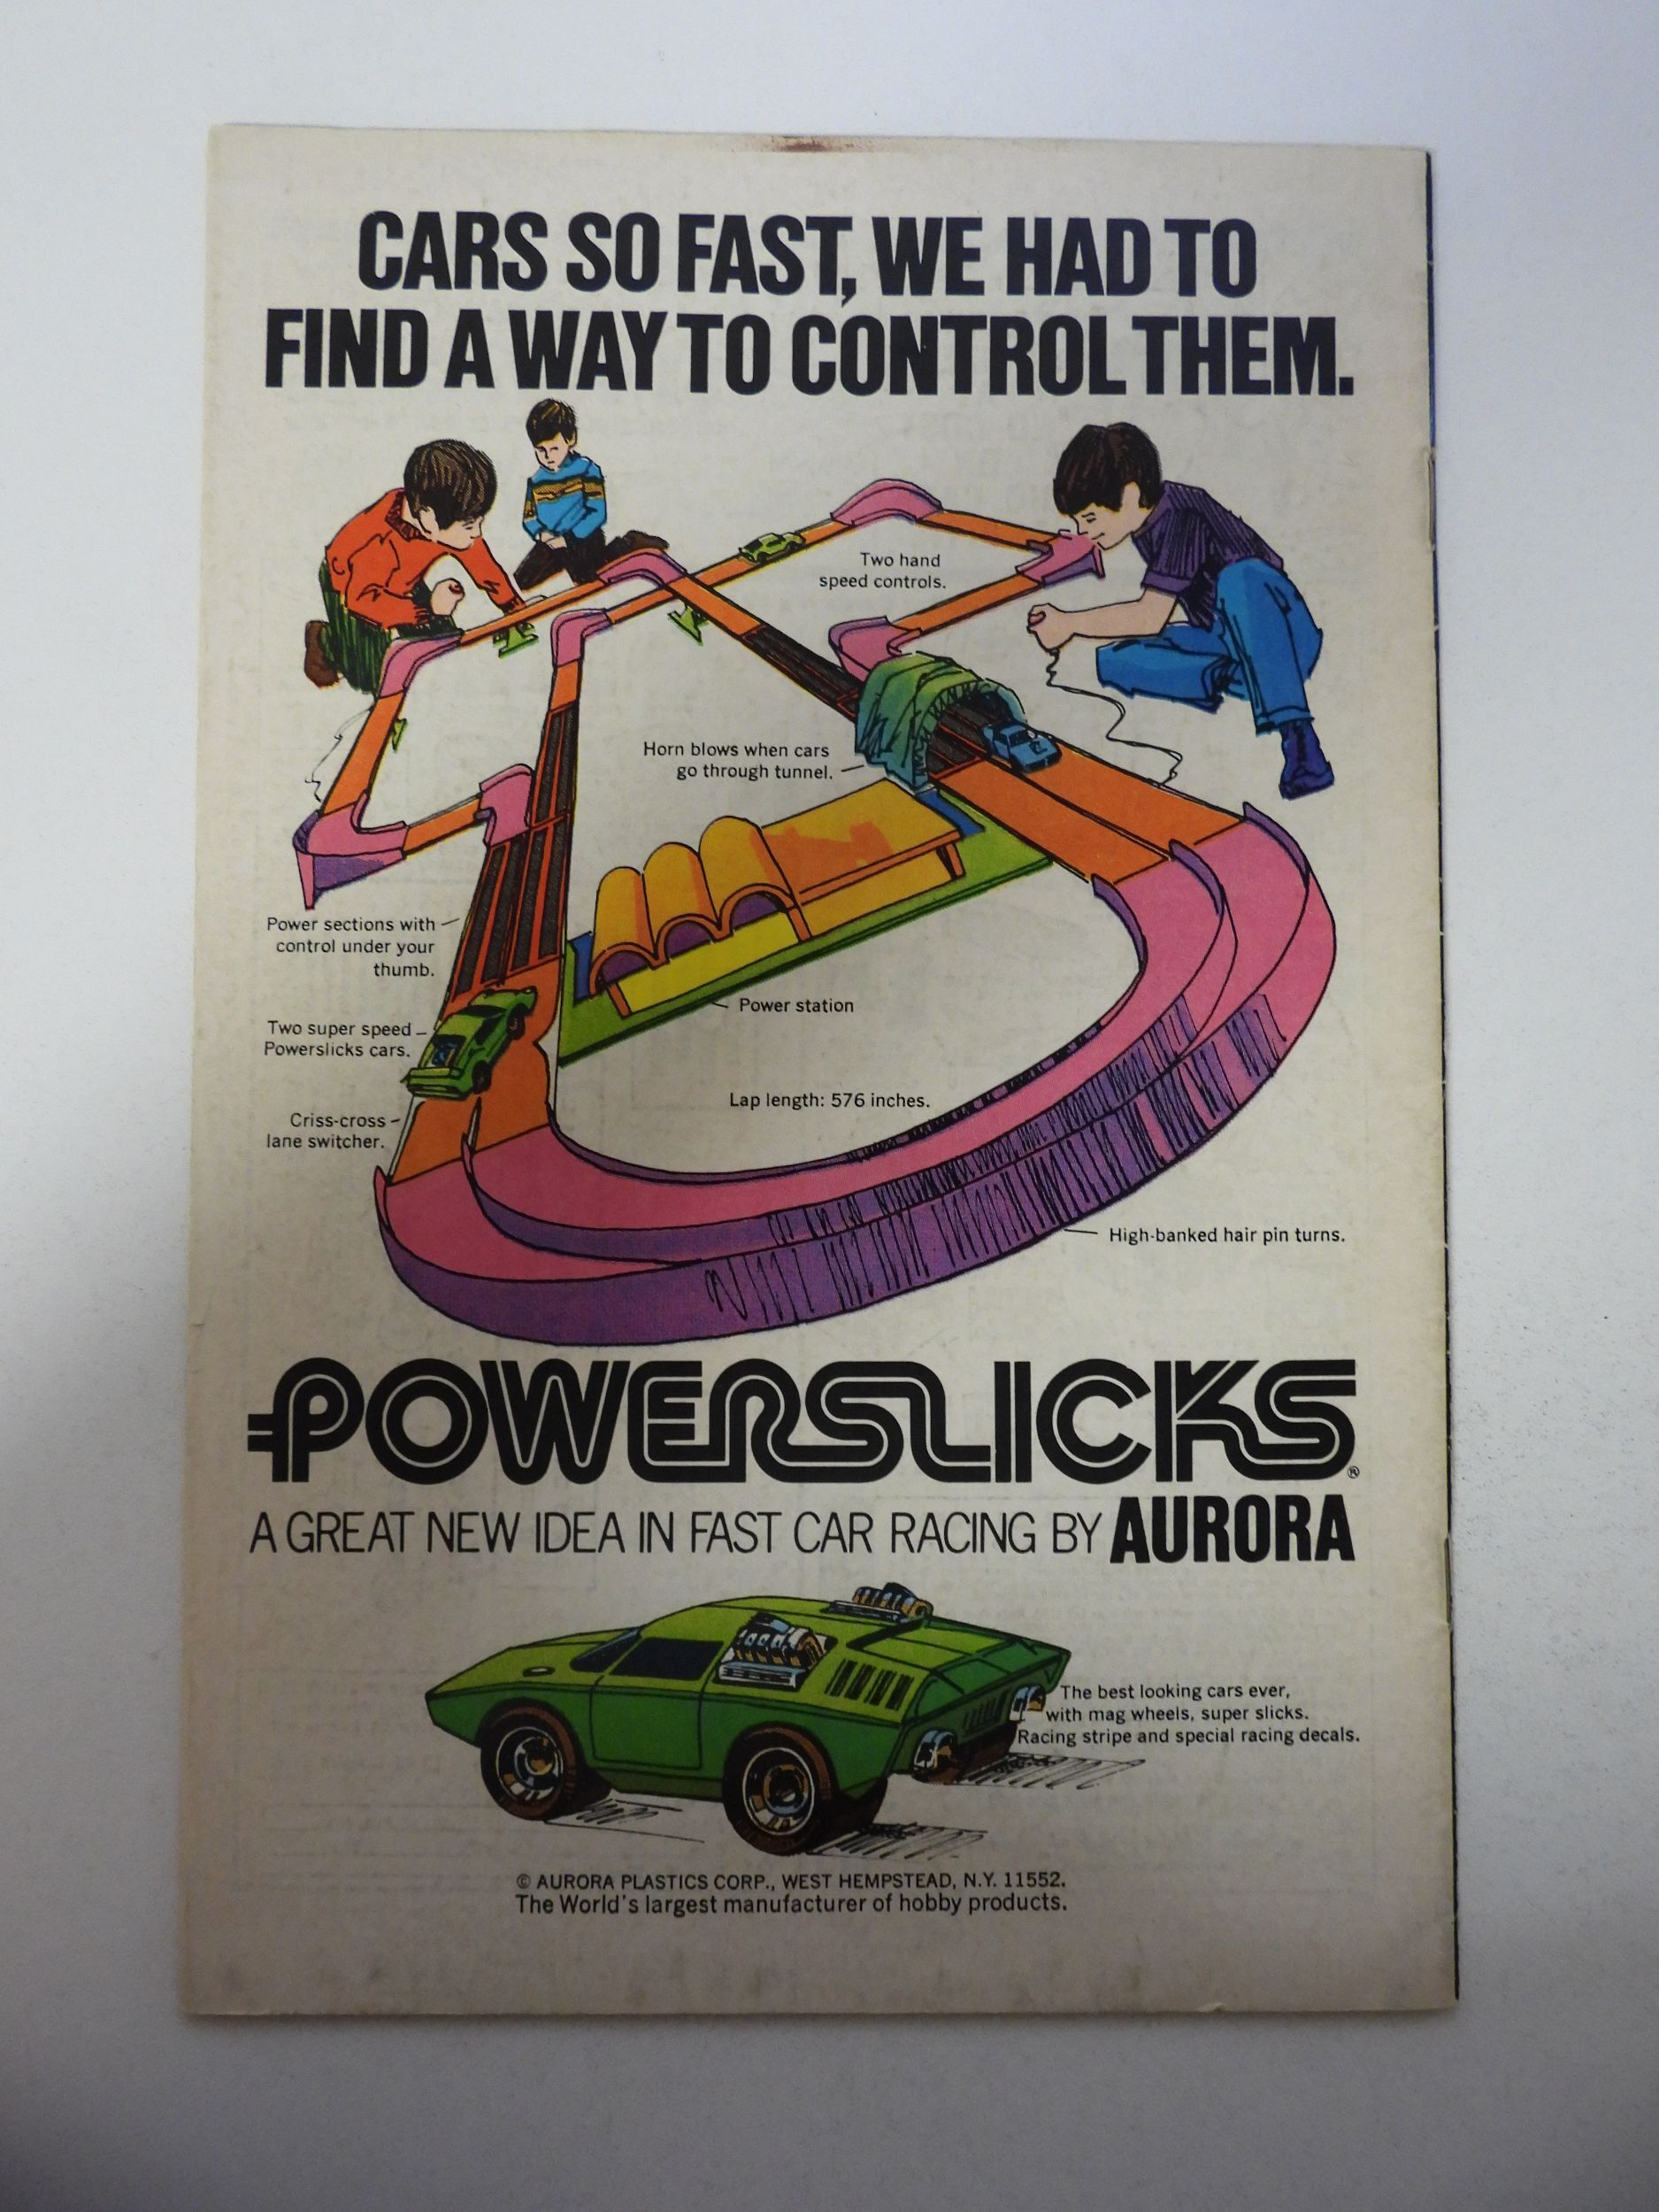 CARS SO FAST, WE HAD TO
FIND A WAY TO CONTROL THEM.
Two hand
speed controls.
Horn blows when cars
go through tunnel.
Power sections with
control under your
thumb.
Power station
Two super speed
Powerslicks cars.
Lap length: 576 inches.
Criss-cross
lane switcher.
High-banked hair pin turns.
POWERSLICKS®
A GREAT NEW IDEA IN FAST CAR RACING BY AURORA
The best looking cars ever,
with mag wheels, super slicks.
Racing stripe and special racing decals.
© AURORA PLASTICS CORP., WEST HEMPSTEAD, N.Y. 11552.
The World's largest manufacturer of hobby products.